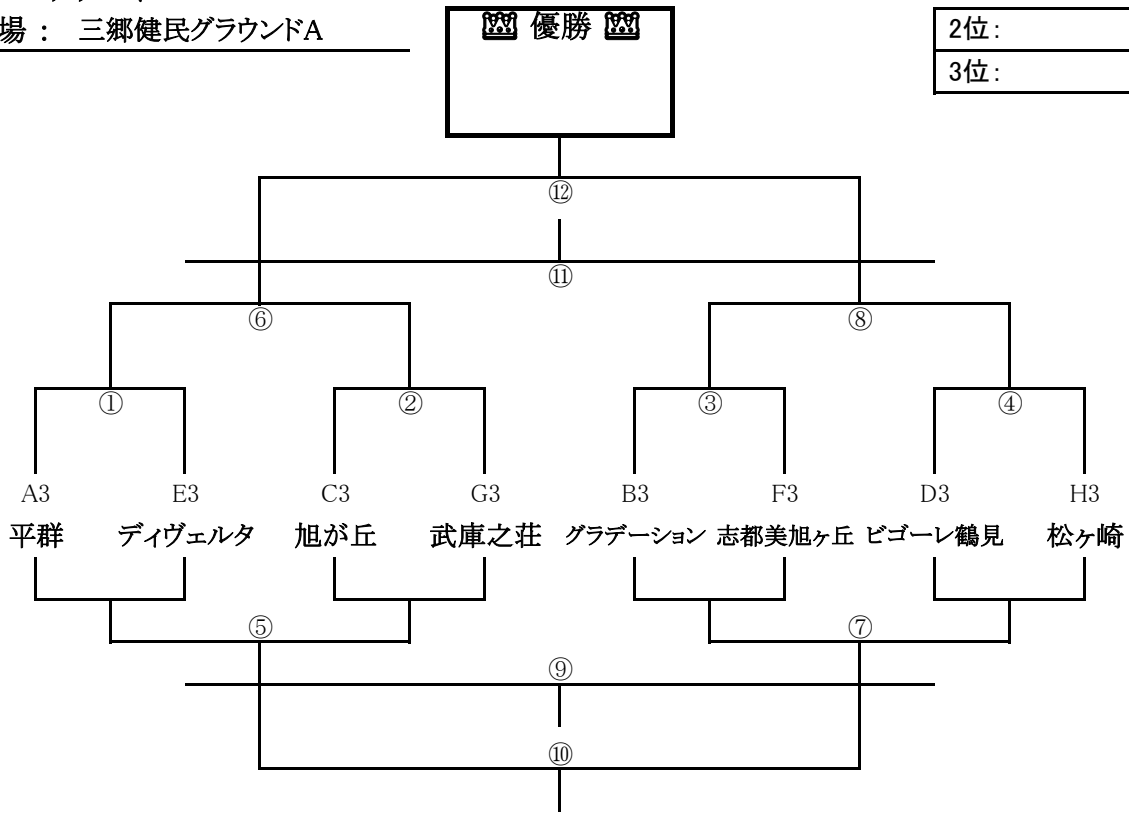 場 ： 三郷健民グラウンドA
優勝
2位：
3位：
⑫
⑪
⑥ ⑧
① ② ③ ④
A3 E3 C3 G3 B3 F3 D3 H3
平群 ディヴェルタ 旭が丘 武庫之荘 グラデーション 志都美旭ヶ丘 ビゴーレ鶴見 松ヶ崎
⑤ ⑦
⑨
⑩